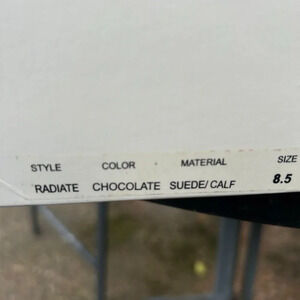 STYLE COLOR MATERIAL SIZE
RADIATE CHOCOLATE SUEDE/CALF 8.5